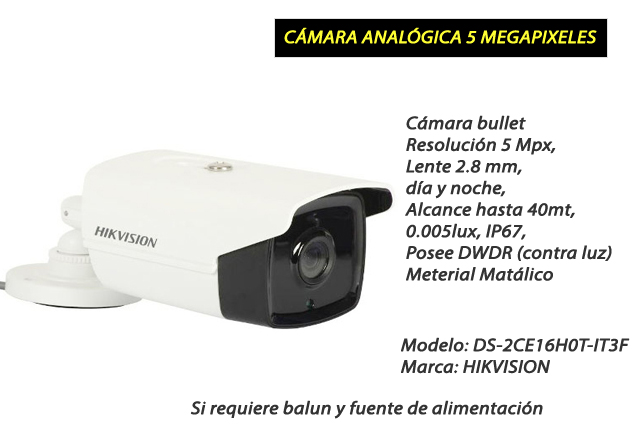 CÁMARA ANALÓGICA 5 MEGAPIXELES
Cámara bullet
Resolución 5 Mpx,
Lente 2.8 mm,
día y noche,
Alcance hasta 40mt,
0.005lux, IP67,
Posee DWDR (contra luz)
Meterial Matálico
HIKVISION
Modelo: DS-2CE16H0T-IT3F
Marca: HIKVISION
Si requiere balun y fuente de alimentación